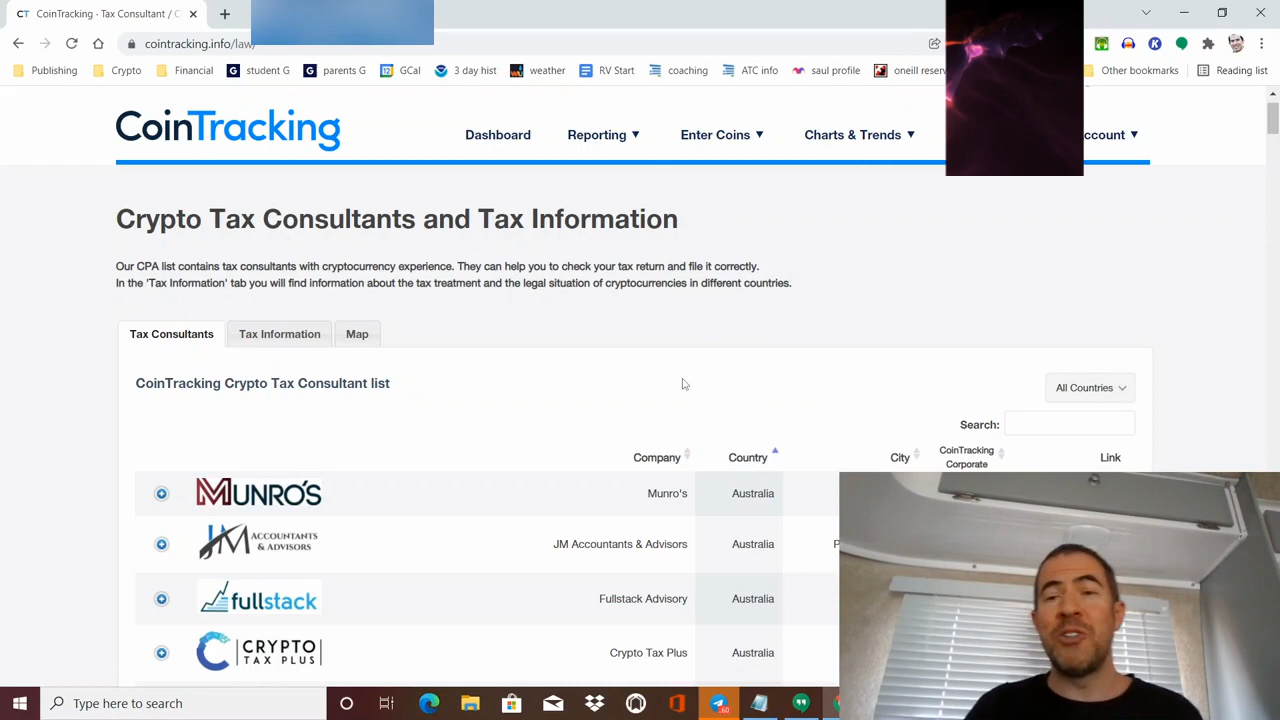 CT CoinTracking · Tax Consultant / C
cointracking.info/law/
Publishing Crypto Financial student G parents G GCal 3 day hist weather RV Start coaching ATC info saul profile oneill reserv Other bookmarks Reading list
CoinTracking
Dashboard Reporting Enter Coins Charts & Trends ccount
Crypto Tax Consultants and Tax Information
Our CPA list contains tax consultants with cryptocurrency experience. They can help you to check your tax return and file it correctly.
In the 'Tax Information' tab you will find information about the tax treatment and the legal situation of cryptocurrencies in different countries.
Tax Consultants Tax Information Map
CoinTracking Crypto Tax Consultant list
All Countries
Search:
Company Country City CoinTracking Corporate Link
MUNRO'S Munro's Australia
JM ACCOUNTANTS & ADVISORS JM Accountants & Advisors Australia P
fullstack Fullstack Advisory Australia
CRYPTO TAX PLUS Crypto Tax Plus Australia
Type here to search